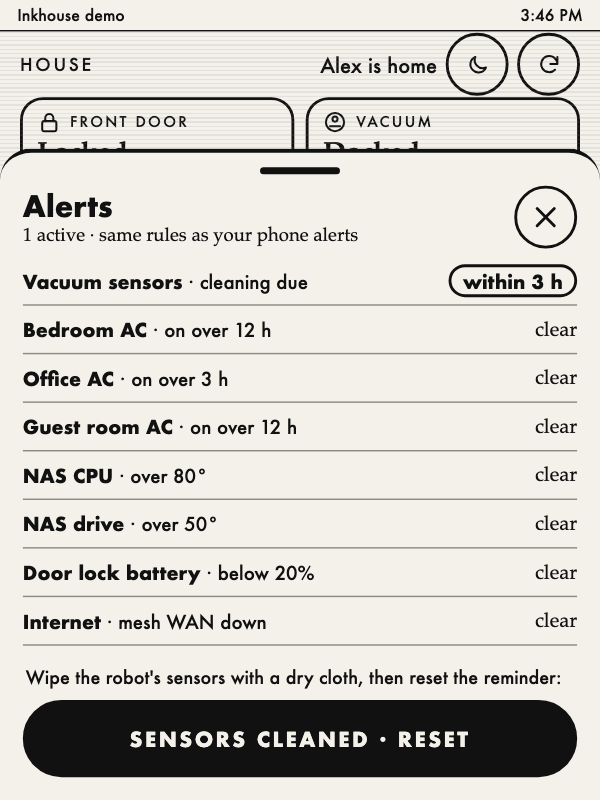 Inkhouse demo 3:46 PM
HOUSE Alex is home
FRONT DOOR VACUUM
Locked Docked
Alerts
1 active · same rules as your phone alerts
Vacuum sensors · cleaning due within 3 h
Bedroom AC · on over 12 h clear
Office AC · on over 3 h clear
Guest room AC · on over 12 h clear
NAS CPU · over 80° clear
NAS drive · over 50° clear
Door lock battery · below 20% clear
Internet · mesh WAN down clear
Wipe the robot's sensors with a dry cloth, then reset the reminder:
SENSORS CLEANED · RESET